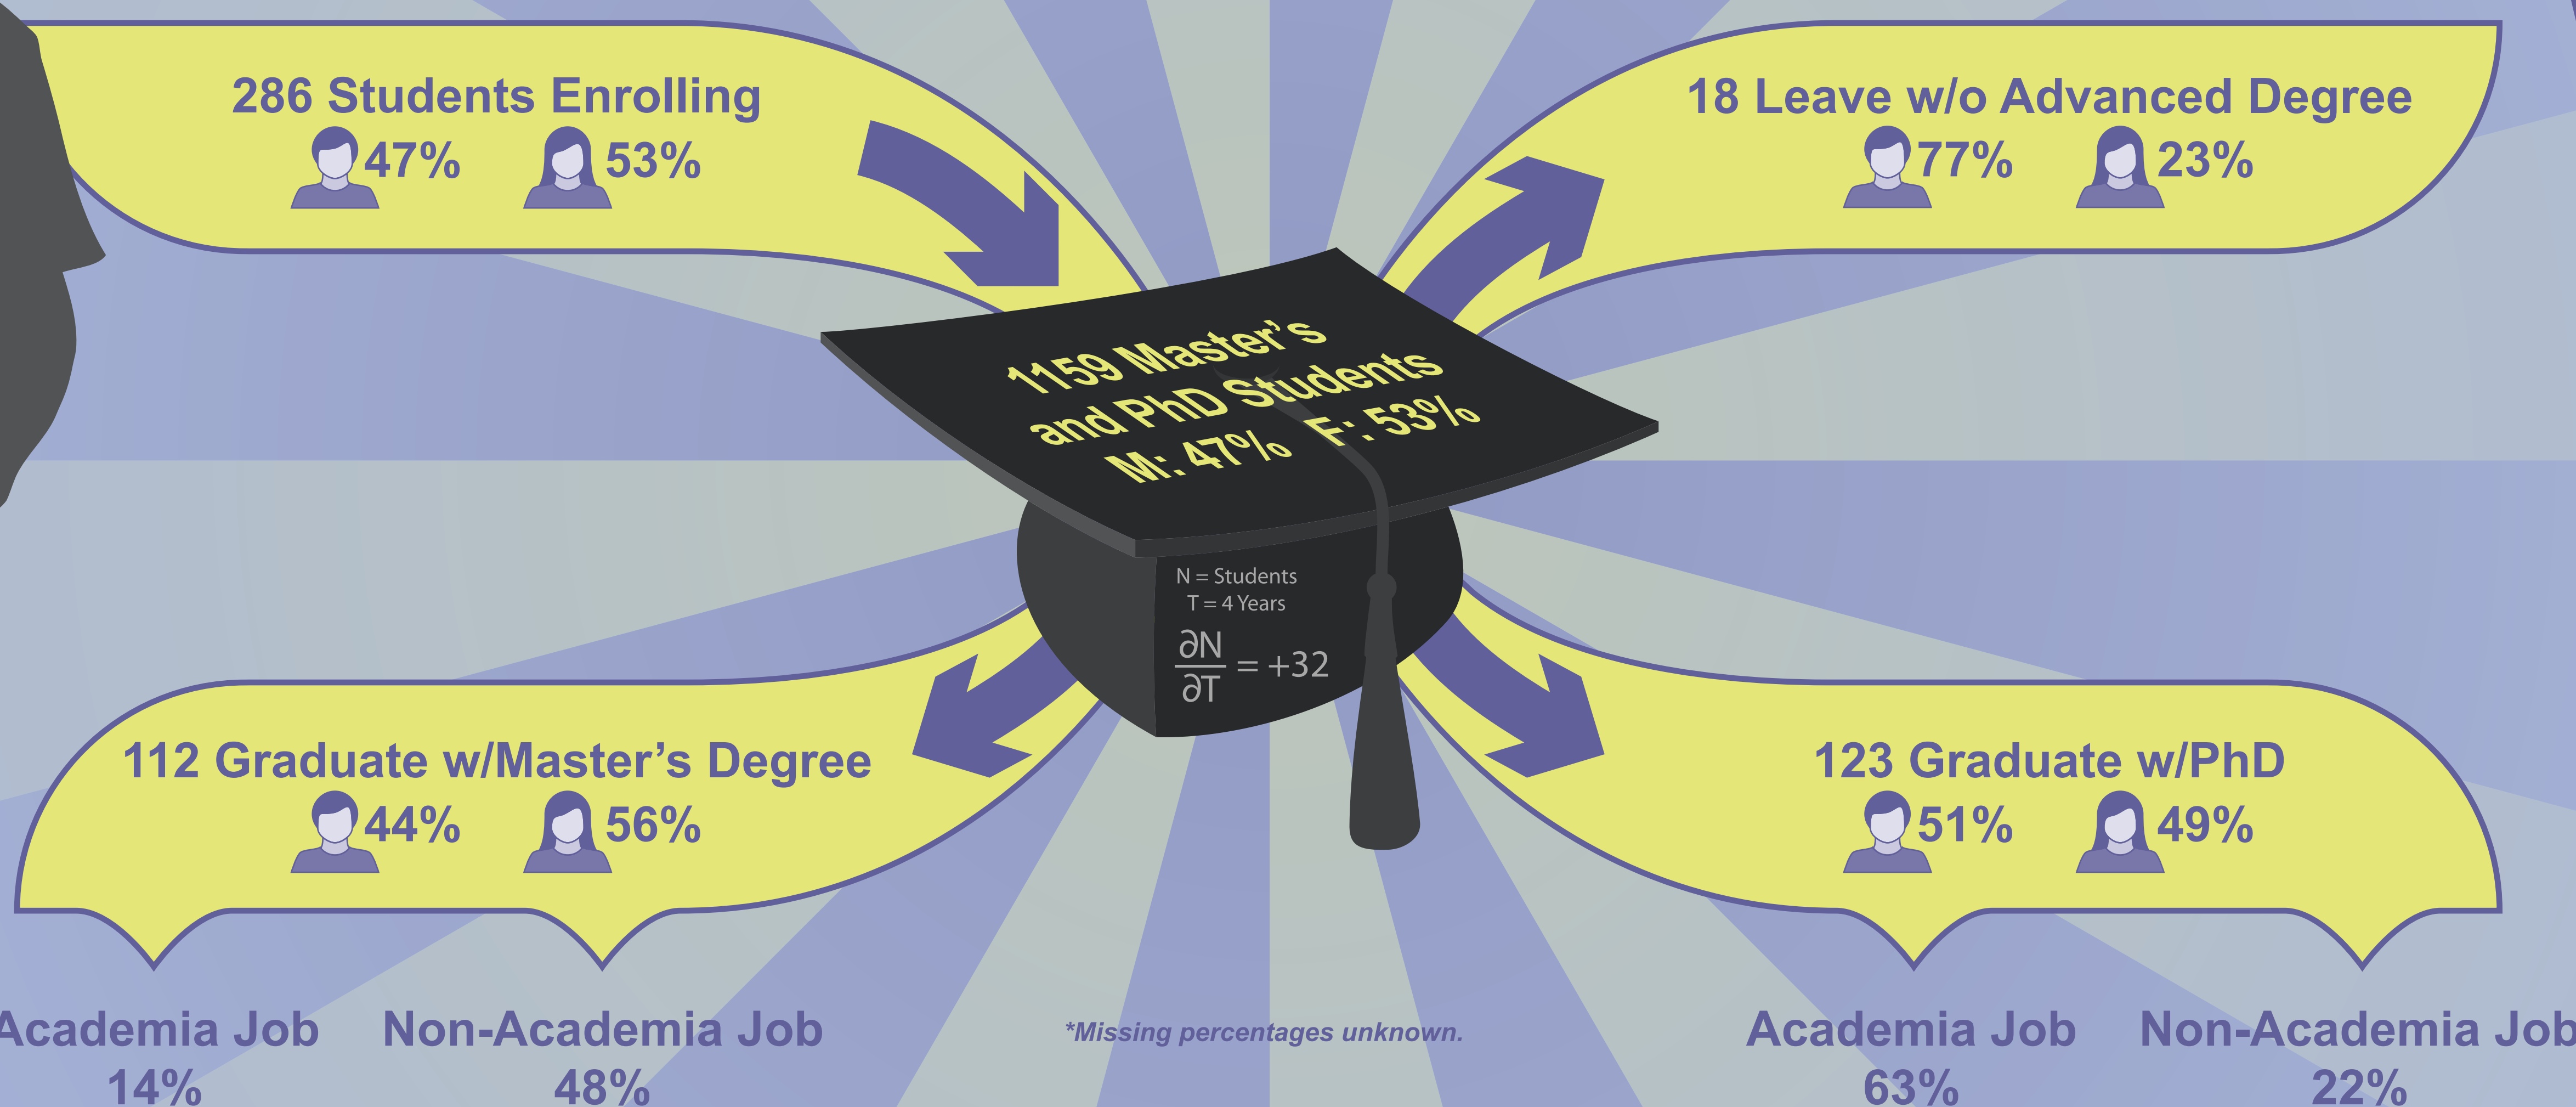 286 Students Enrolling
47% 53%
18 Leave w/o Advanced Degree
77% 23%
1159 Master's
and PhD Students
M: 47% F: 53%
N = Students
T = 4 Years
∂N
∂T
= +32
112 Graduate w/Master's Degree
44% 56%
123 Graduate w/PhD
51% 49%
Academia Job Non-Academia Job
14% 48%
*Missing percentages unknown.
Academia Job Non-Academia Job
63% 22%